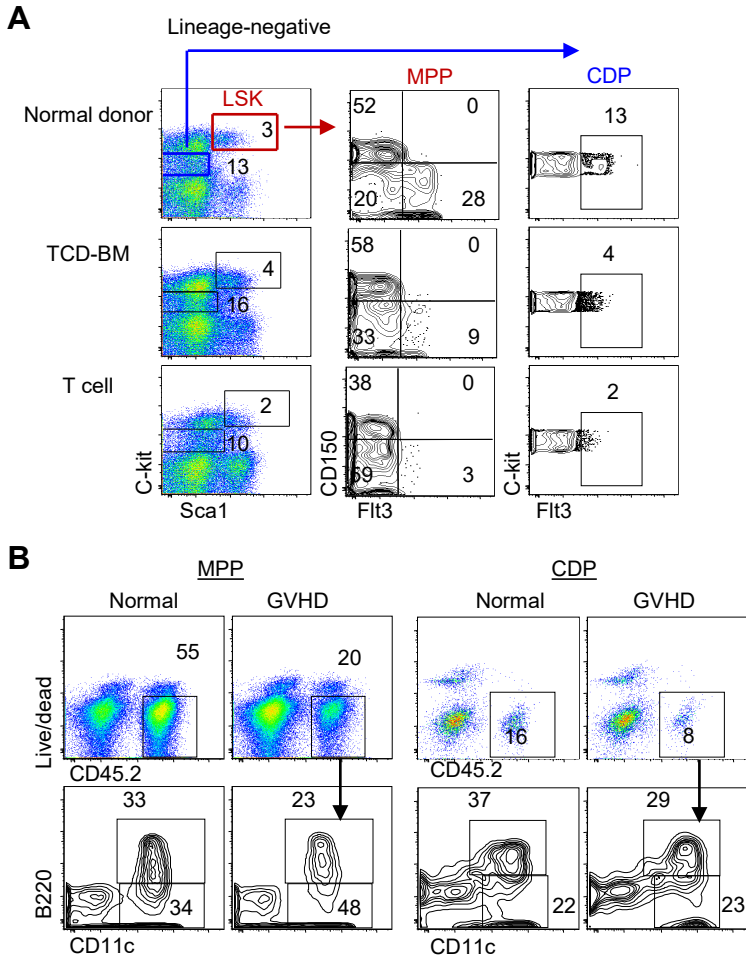 A
Lineage-negative
LSK
MPP
CDP
Normal donor
3
13
52
0
20
28
13
TCD-BM
4
16
58
0
33
9
4
T cell
2
10
38
0
59
3
2
C-kit
Sca1
CD150
Flt3
C-kit
Flt3
B
MPP
CDP
Normal
GVHD
Normal
GVHD
Live/dead
55
20
16
8
CD45.2
CD45.2
33
23
37
29
B220
34
48
22
23
CD11c
CD11c